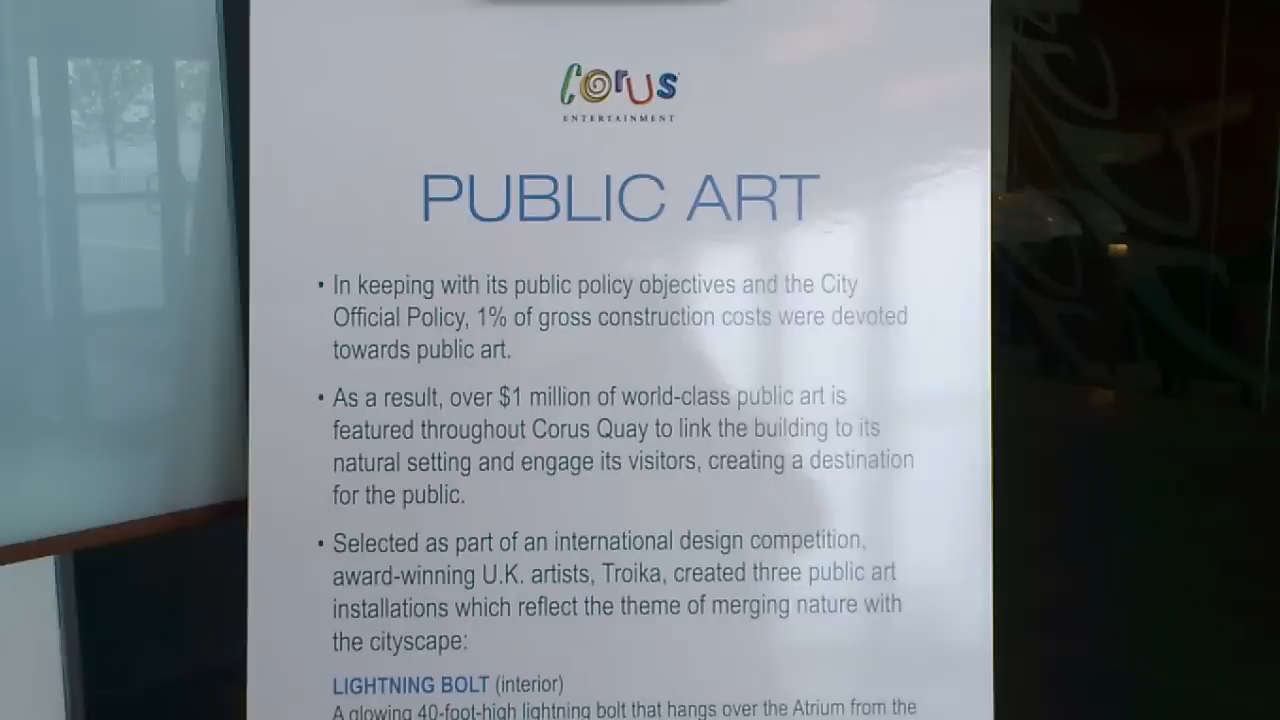 Corus
ENTERTAINMENT
PUBLIC ART
• In keeping with its public policy objectives and the City
Official Policy, 1% of gross construction costs were devoted
towards public art.
• As a result, over $1 million of world-class public art is
featured throughout Corus Quay to link the building to its
natural setting and engage its visitors, creating a destination
for the public.
• Selected as part of an international design competition,
award-winning U.K. artists, Troika, created three public art
installations which reflect the theme of merging nature with
the cityscape:
LIGHTNING BOLT (interior)
A glowing 40-foot-high lightning bolt that hangs over the Atrium from the